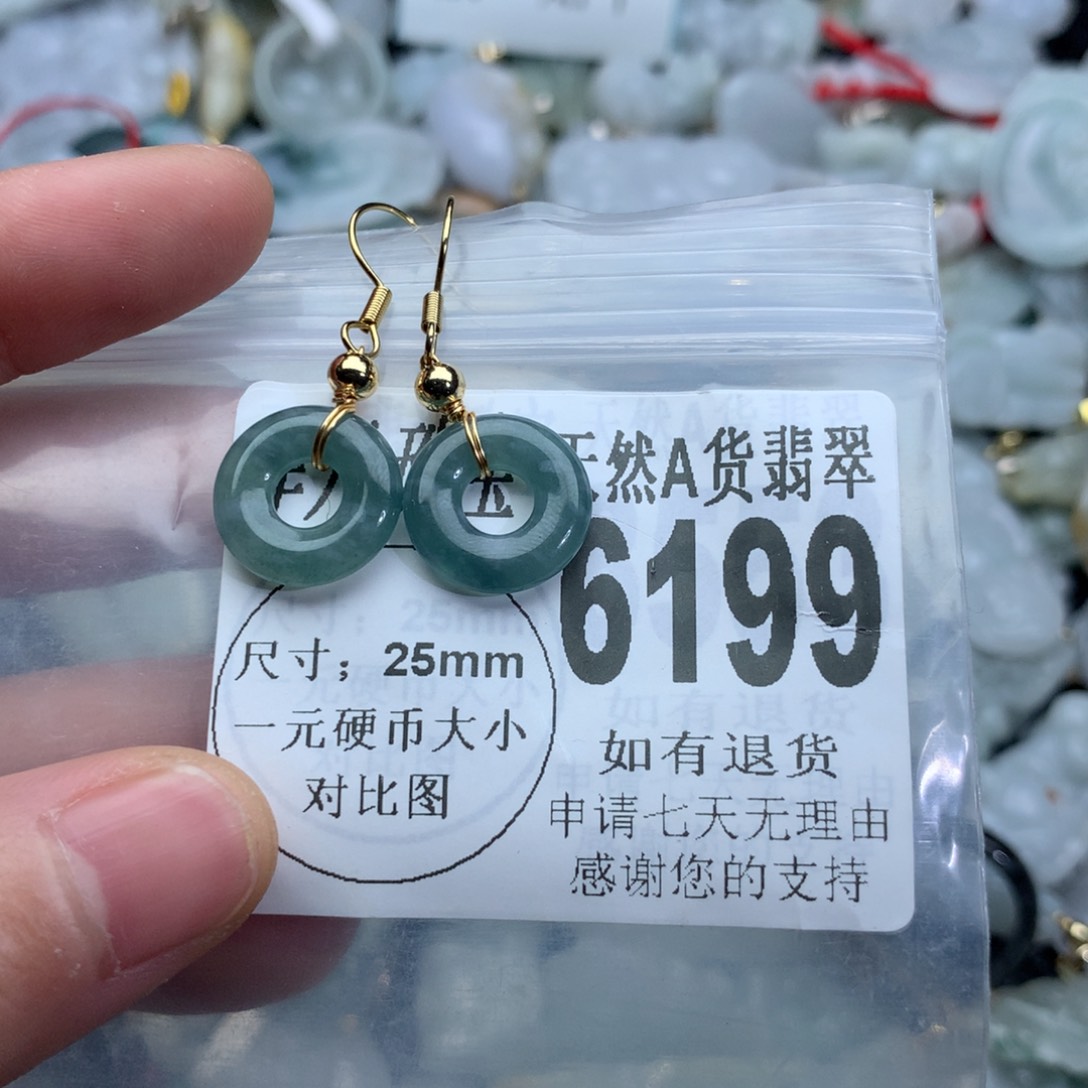 天然A货翡翠
6199
尺寸；25mm
一元硬币大小
对比图
如有退货
申请七天无理由
感谢您的支持